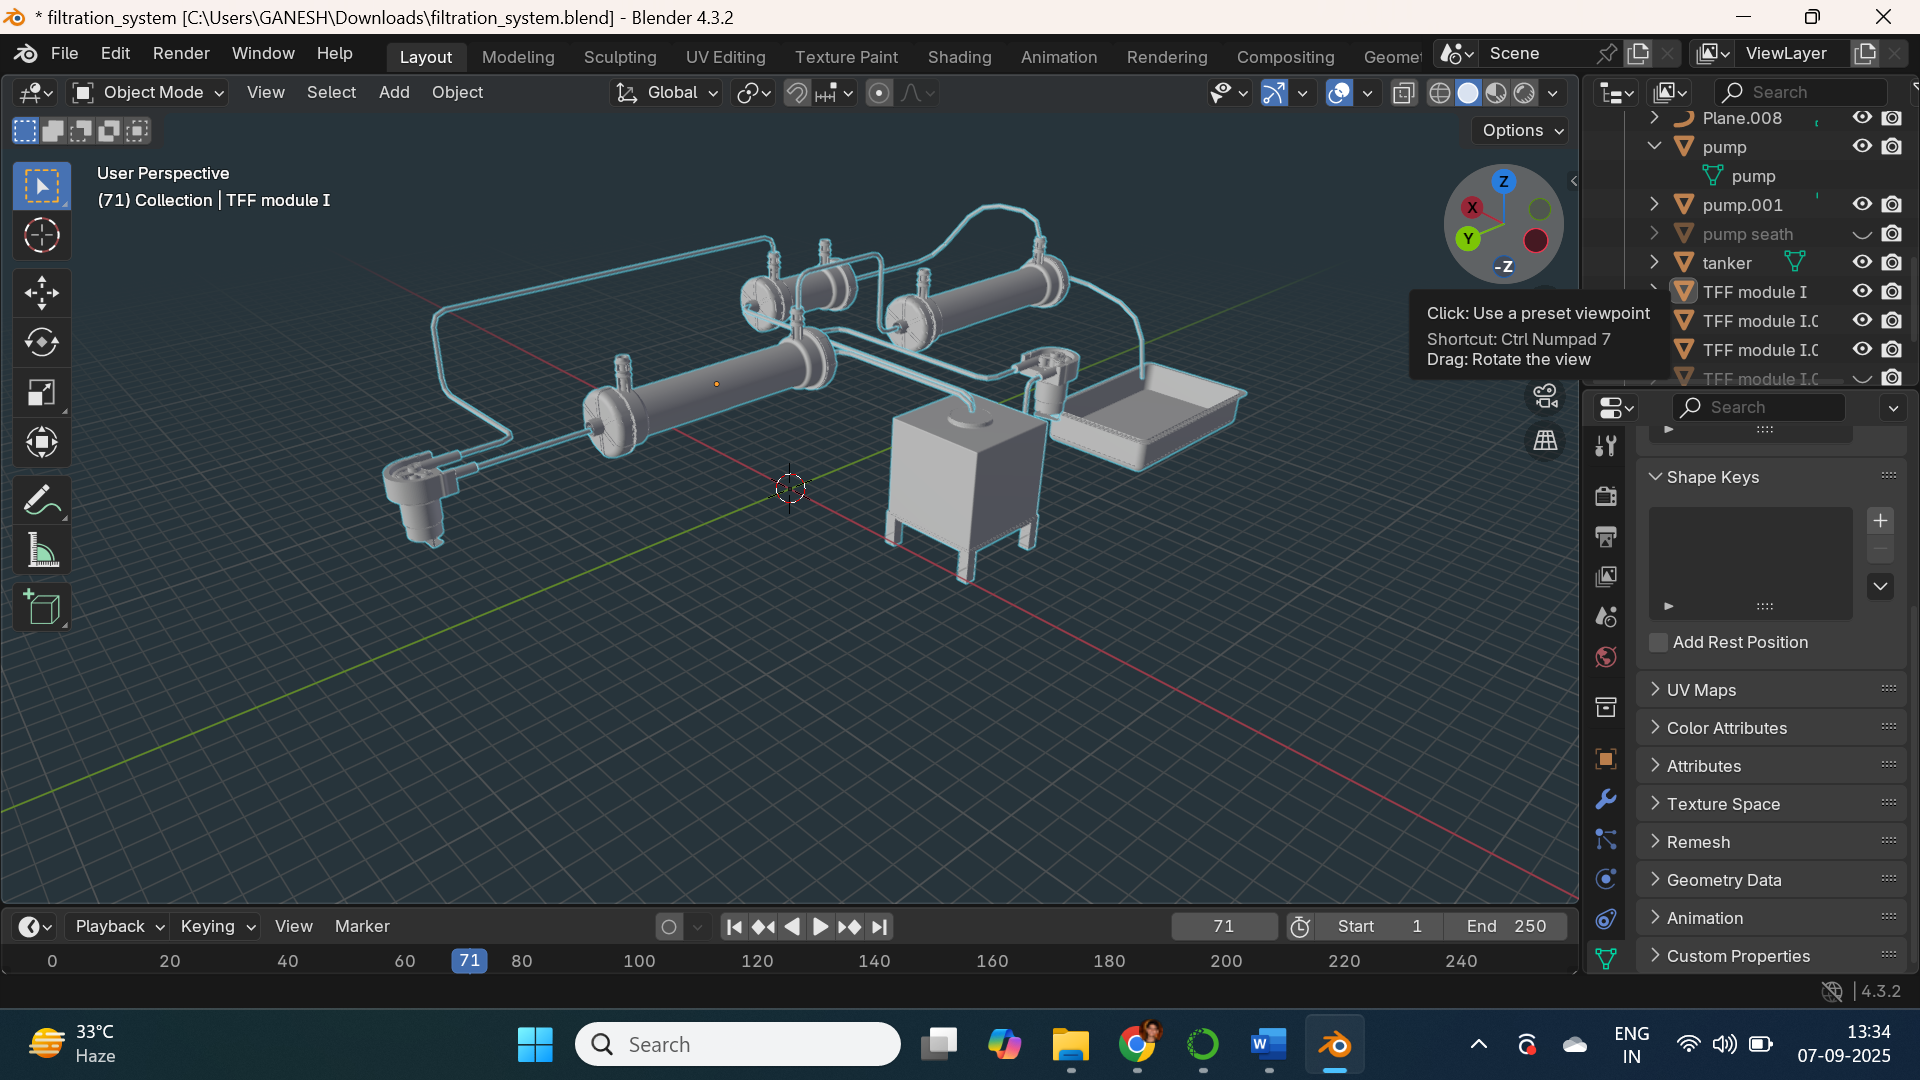 * filtration_system [C:\Users\GANESH\Downloads\filtration_system.blend] - Blender 4.3.2
File Edit Render Window Help
Layout Modeling Sculpting UV Editing Texture Paint Shading Animation Rendering Compositing Geomet
Scene
ViewLayer
Object Mode View Select Add Object
Global
Search
Options
User Perspective
(71) Collection | TFF module I
Z
X
Y
-Z
Click: Use a preset viewpoint
Shortcut: Ctrl Numpad 7
Drag: Rotate the view
Plane.008
pump
pump
pump.001
pump seath
tanker
TFF module I
TFF module I.0
TFF module I.0
TFF module I.0
Search
Shape Keys
Add Rest Position
UV Maps
Color Attributes
Attributes
Texture Space
Remesh
Geometry Data
Animation
Custom Properties
Playback Keying View Marker
71
Start 1
End 250
0 20 40 60 71 80 100 120 140 160 180 200 220 240
4.3.2
33°C
Haze
Search
W
ENG
IN
13:34
07-09-2025